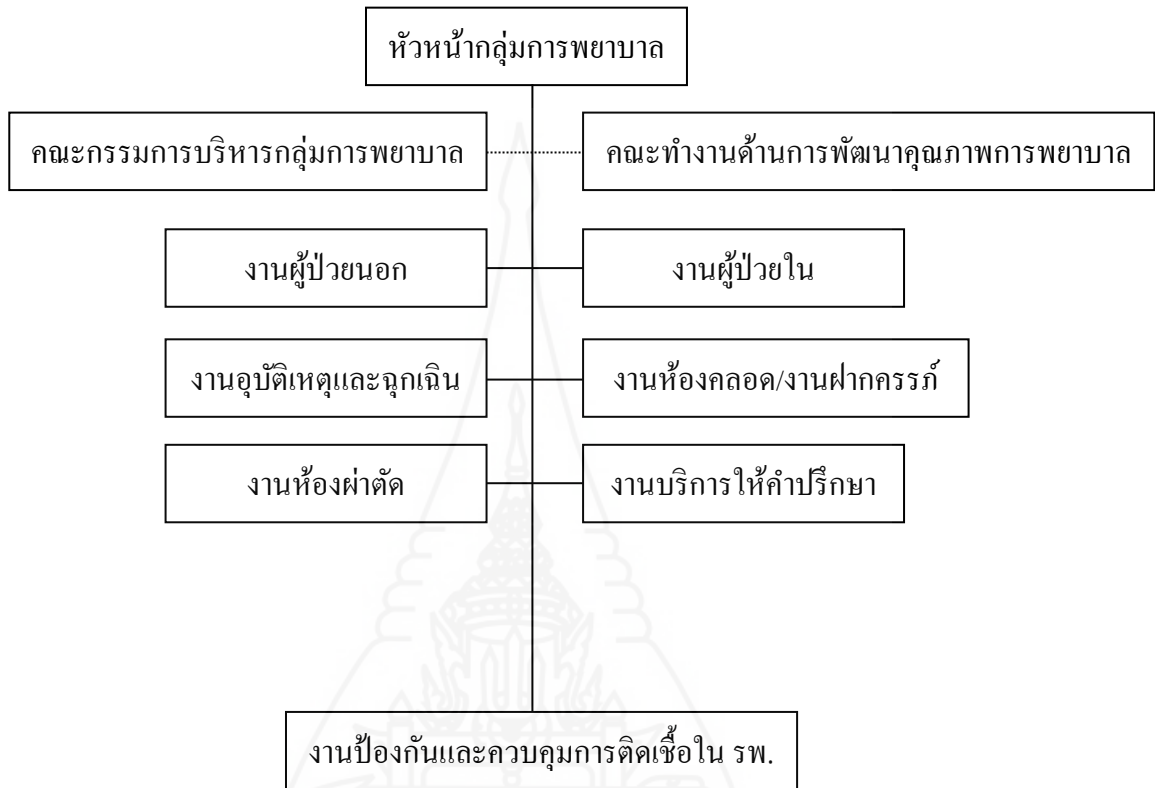 หัวหน้ากลุ่มการพยาบาล
คณะกรรมการบริหารกลุ่มการพยาบาล
คณะทำงานด้านการพัฒนาคุณภาพการพยาบาล
งานผู้ป่วยนอก
งานผู้ป่วยใน
งานอุบัติเหตุและฉุกเฉิน
งานห้องคลอด/งานฝากครรภ์
งานห้องผ่าตัด
งานบริการให้คำปรึกษา
งานป้องกันและควบคุมการติดเชื้อใน รพ.